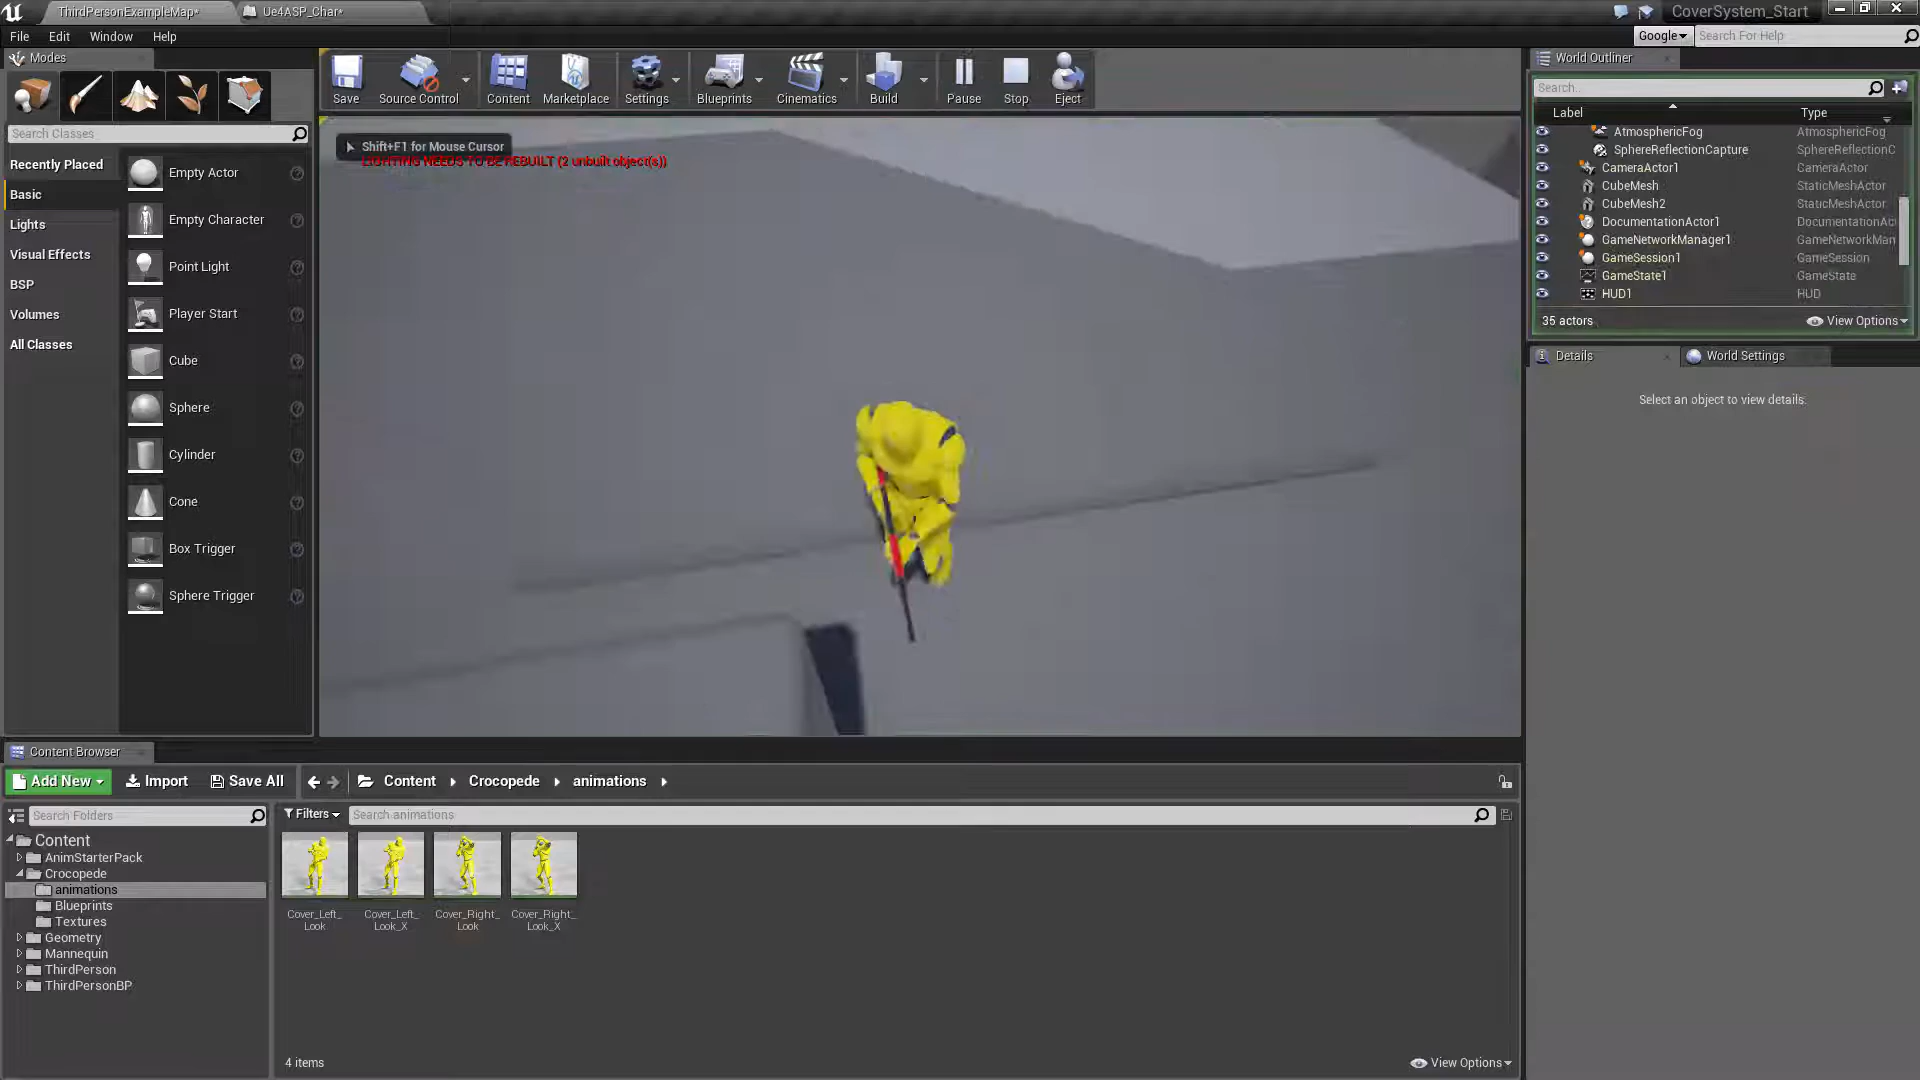 ThirdPersonExampleMap*
Ue4ASP_Char*
CoverSystem_Start
File Edit Window Help
Google
Search For Help
Modes
Search Classes
Recently Placed
Basic
Lights
Visual Effects
BSP
Volumes
All Classes
Empty Actor
Empty Character
Point Light
Player Start
Cube
Sphere
Cylinder
Cone
Box Trigger
Sphere Trigger
Save
Source Control
Content
Marketplace
Settings
Blueprints
Cinematics
Build
Pause
Stop
Eject
Shift+F1 for Mouse Cursor
LIGHTING NEEDS TO BE REBUILT (2 unbuilt object(s))
World Outliner
Search..
Label Type
AtmosphericFog AtmosphericFog
SphereReflectionCapture SphereReflectionC
CameraActor1 CameraActor
CubeMesh StaticMeshActor
CubeMesh2 StaticMeshActor
DocumentationActor1 DocumentationAc
GameNetworkManager1 GameNetworkMan
GameSession1 GameSession
GameState1 GameState
HUD1 HUD
35 actors
View Options
Details
World Settings
Select an object to view details.
Content Browser
Add New
Import
Save All
Content
Crocopede
animations
Search Folders
Filters
Search animations
Content
AnimStarterPack
Crocopede
animations
Blueprints
Textures
Geometry
Mannequin
ThirdPerson
ThirdPersonBP
Cover_Left_
Look
Cover_Left_
Look_X
Cover_Right_
Look
Cover_Right_
Look_X
4 items
View Options